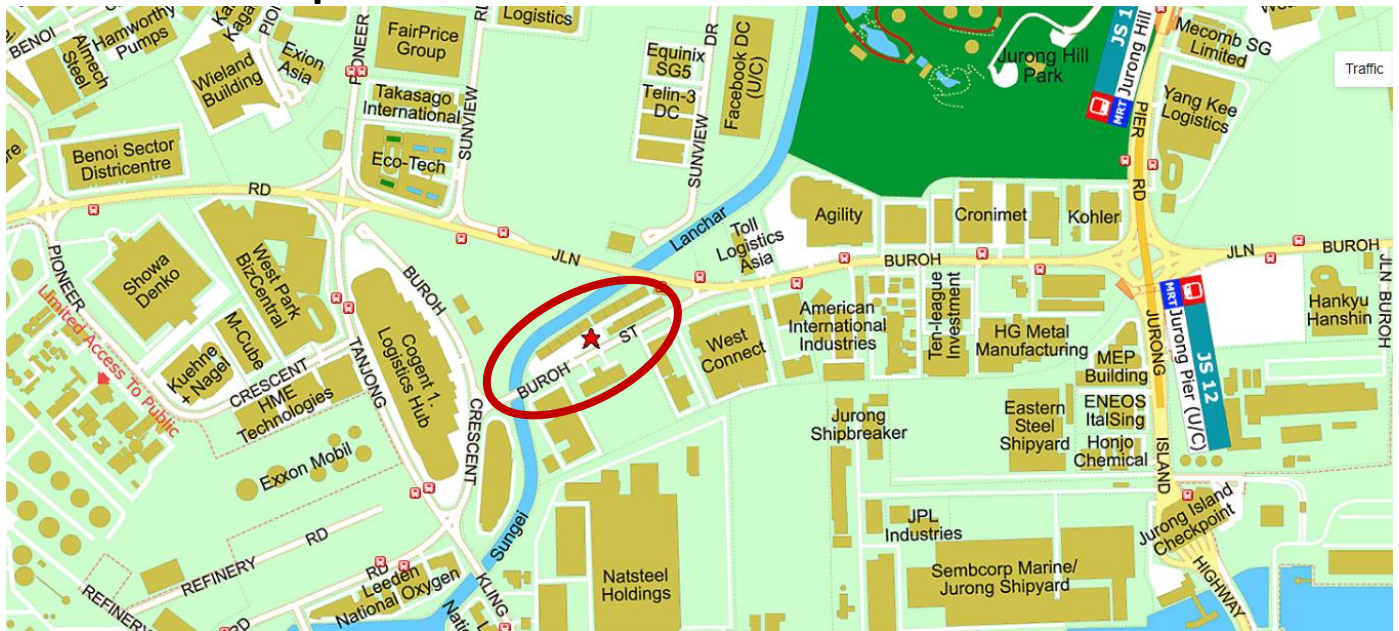 BENOI
Aimech
Steel
Hamworthy
Pumps
Kaga
PION
Exion
Asia
Wieland
Building
PIONEER
FairPrice
Group
Takasago
International
Eco-Tech
RD
SUNVIEW
Logistics
Equinix
SG5
Telin-3
DC
DR
SUNVIEW
Facebook DC
(U/C)
Jurong Hill
Park
JS 1
MRT Jurong Hill
Mecomb SG
Limited
Traffic
Yang Kee
Logistics
PIER
RD
Benoi Sector
Districentre
RD
JLN
Lanchar
Toll
Logistics
Asia
Agility
Cronimet
Kohler
BUROH
JLN BUROH
JLN BUROH
PIONEER
Showa
Denko
West Park
BizCentral
M-Cube
Kuehne
+ Nagel
CRESCENT
HME
Technologies
Limited Access To Public
BUROH
CRESCENT
TANJONG
KLING
Cogent 1.
Logistics Hub
BUROH ST
West
Connect
American
International
Industries
Ten-league
Investment
HG Metal
Manufacturing
MEP
Building
ENEOS
ItalSing
Honjo
Chemical
Eastern
Steel
Shipyard
JURONG
ISLAND
HIGHWAY
MRT Jurong Pier (U/C)
JS 12
Hankyu
Hanshin
Jurong
Shipbreaker
Exxon Mobil
REFINERY RD
REFINERY
RD
RD
Leeden
National Oxygen
Sungei
Natsteel
Holdings
JPL
Industries
Sembcorp Marine/
Jurong Shipyard
Jurong Island
Checkpoint